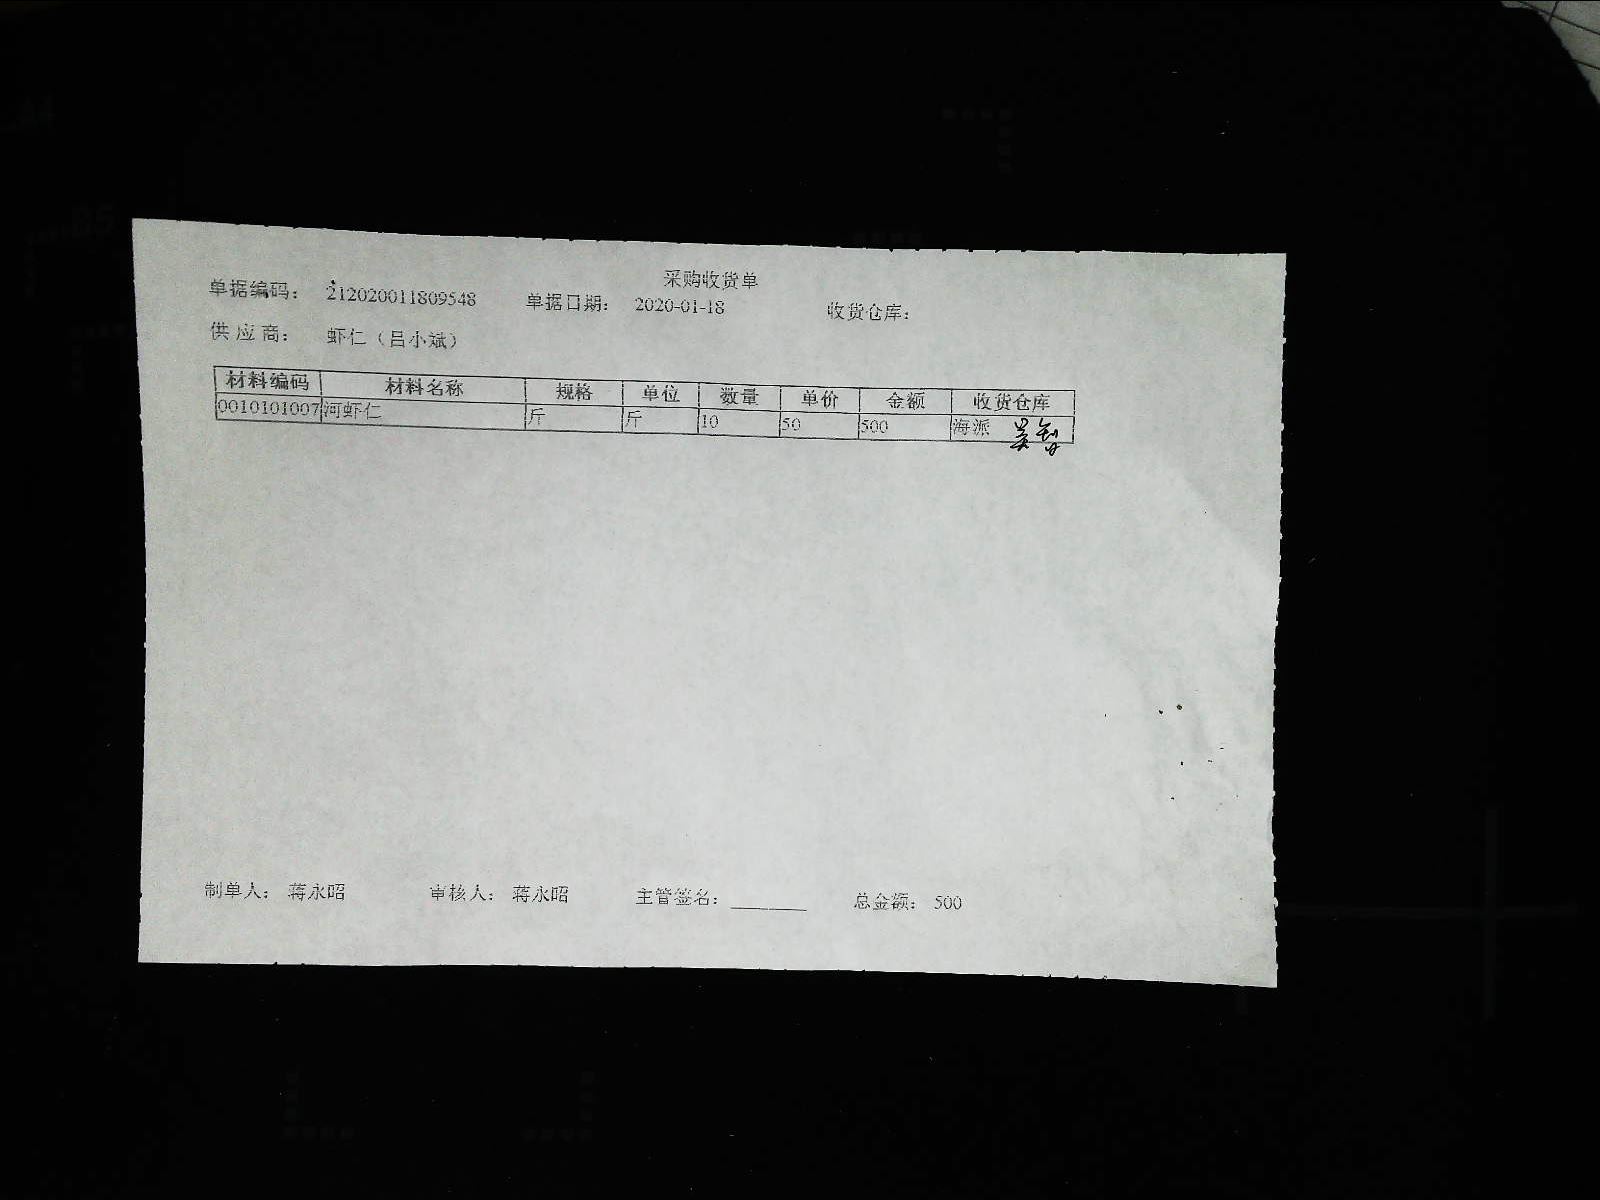 采购收货单
单据编码： 212020011809548 单据日期： 2020-01-18 收货仓库：
供 应 商： 虾仁（吕小斌）
材料编码 材料名称 规格 单位 数量 单价 金额 收货仓库
0010101007 河虾仁 斤 斤 10 50 500 海派
制单人： 蒋永昭 审核人： 蒋永昭 主管签名：________ 总金额： 500